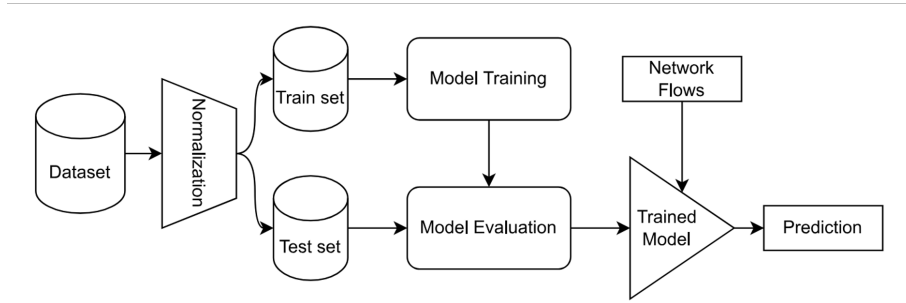 Dataset
Normalization
Train set
Test set
Model Training
Model Evaluation
Network
Flows
Trained
Model
Prediction